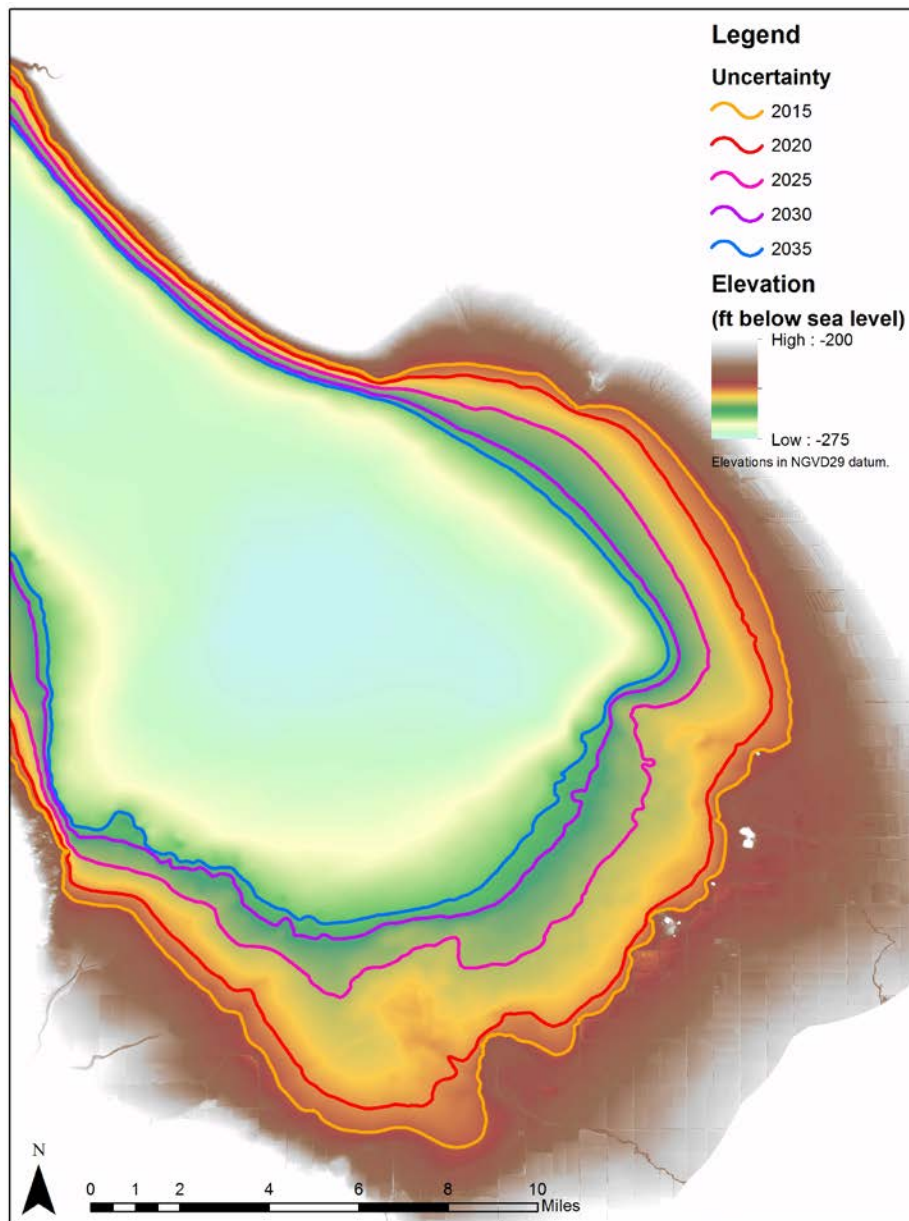 Legend
Uncertainty
2015
2020
2025
2030
2035
Elevation
(ft below sea level)
High : -200
Low : -275
Elevations in NGVD29 datum.
N
0 1 2 4 6 8 10
Miles